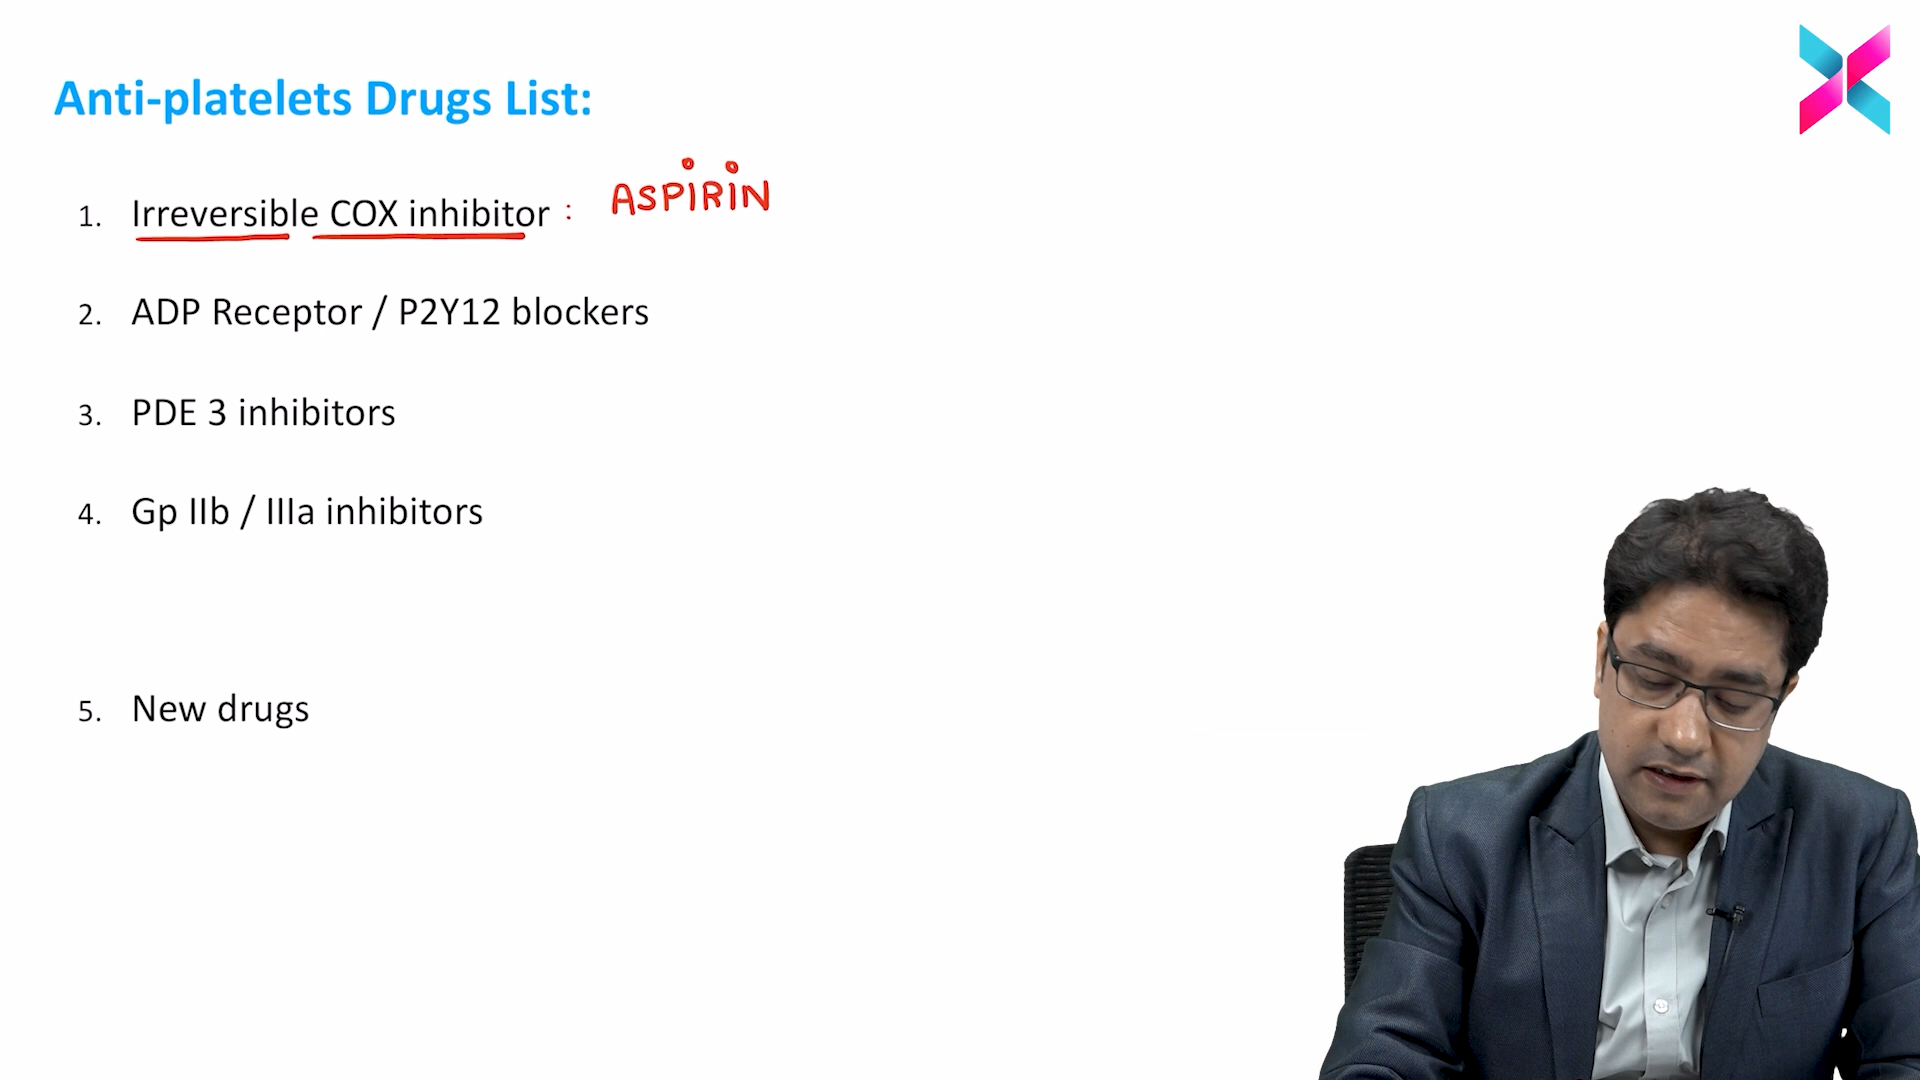 Anti-platelets Drugs List:
1. Irreversible COX inhibitor : ASPIRIN
2. ADP Receptor / P2Y12 blockers
3. PDE 3 inhibitors
4. Gp IIb / IIIa inhibitors
5. New drugs